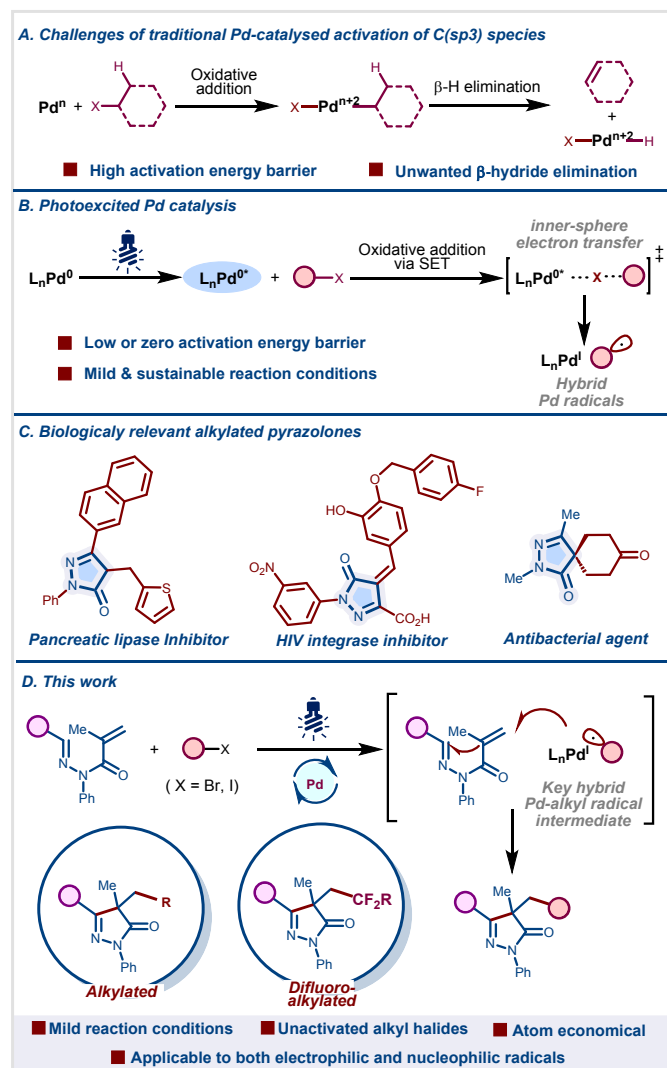 A. Challenges of traditional Pd-catalysed activation of C(sp3) species
H
Oxidative
addition
H
β-H elimination
Pdⁿ + X
X Pdⁿ⁺² 
+
X Pdⁿ⁺² H
High activation energy barrier
Unwanted β-hydride elimination
B. Photoexcited Pd catalysis
inner-sphere
electron transfer
LₙPd⁰
LₙPd⁰* + X
Oxidative addition
via SET
[LₙPd⁰* ···X··· ]‡
Low or zero activation energy barrier
Mild & sustainable reaction conditions
LₙPdᴵ
Hybrid
Pd radicals
C. Biologicaly relevant alkylated pyrazolones
N
N
Ph
O
S
Pancreatic lipase Inhibitor
O
F
HO
O₂N
O
N
N
CO₂H
HIV integrase inhibitor
Me
N
N
Me
O
O
Antibacterial agent
D. This work
Me
N
N
O
Ph
+
X
( X = Br, I)
Pd
Me
N
N
O
Ph
LₙPdᴵ
Key hybrid
Pd-alkyl radical
intermediate
Me
R
N
N
O
Ph
Alkylated
Me
CF₂R
N
N
O
Ph
Difluoro-
alkylated
Me
N
N
O
Ph
Mild reaction conditions
Unactivated alkyl halides
Atom economical
Applicable to both electrophilic and nucleophilic radicals